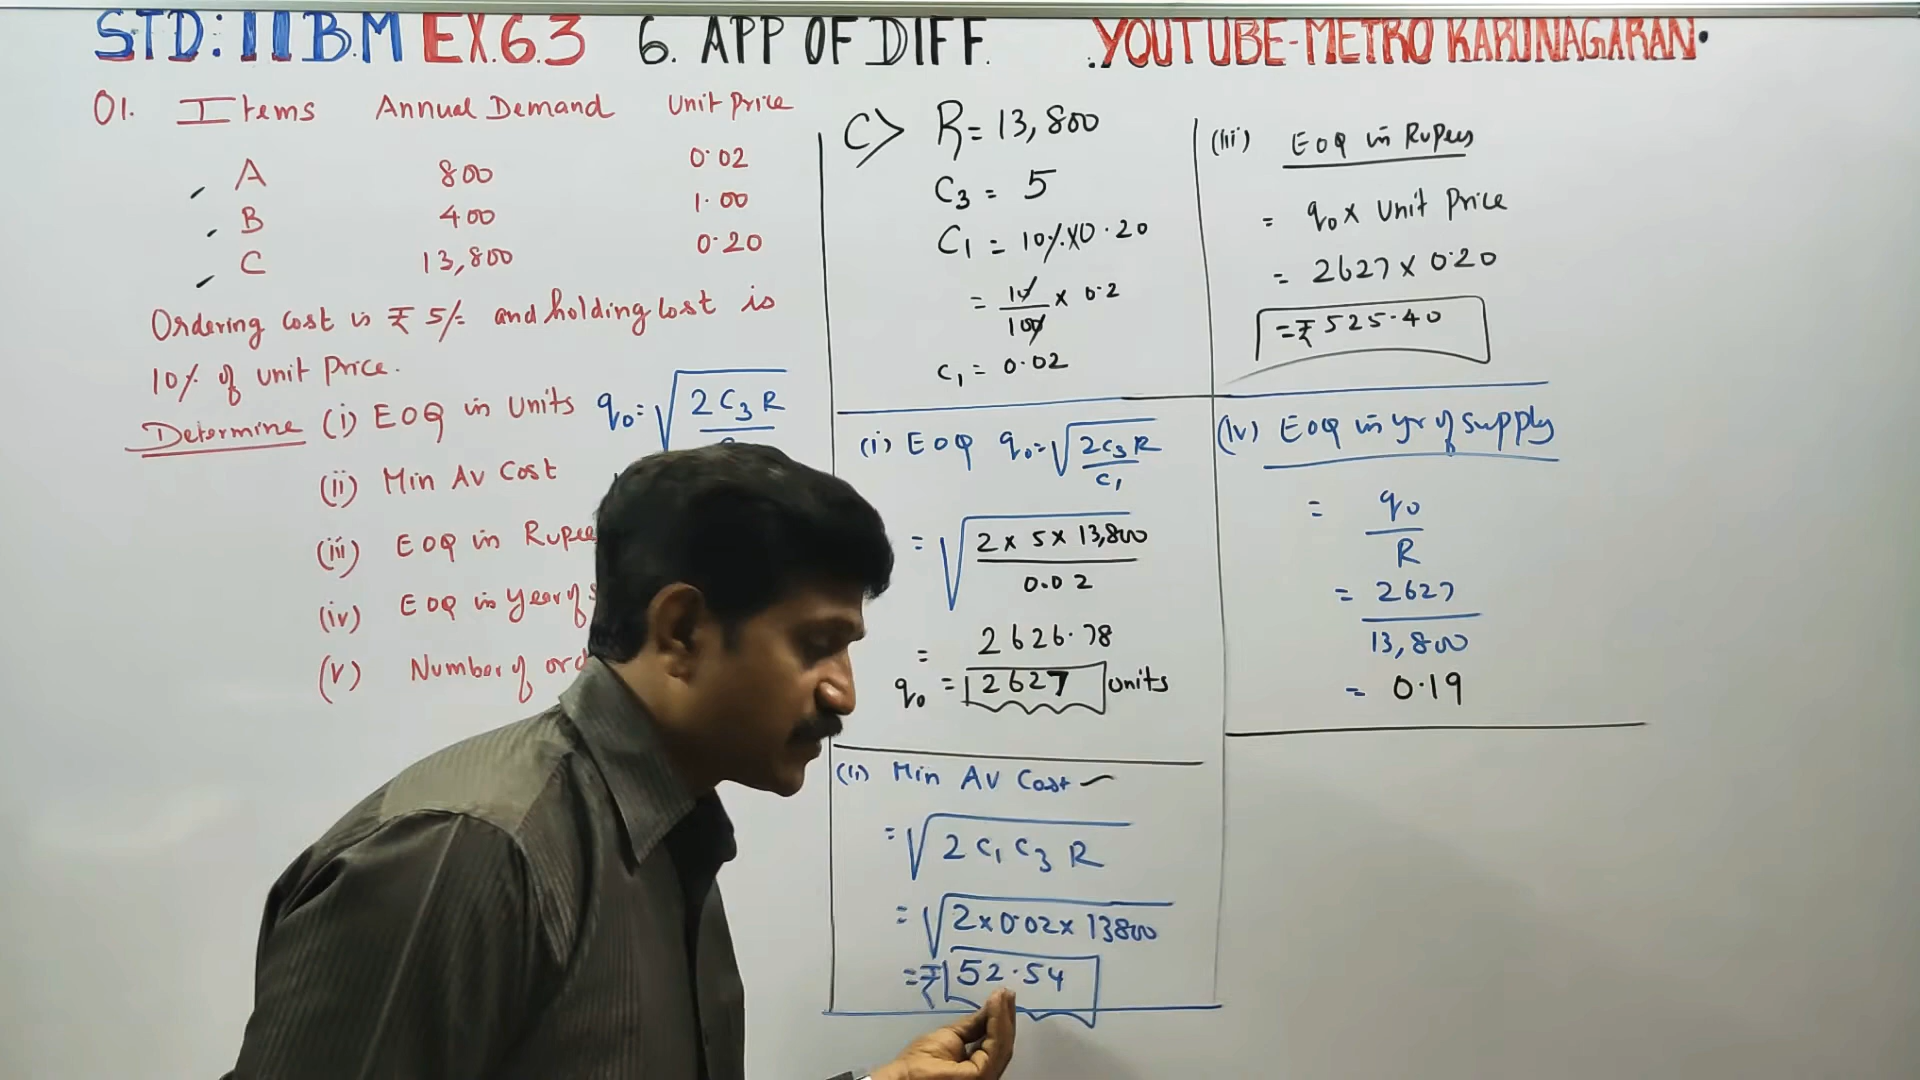 STD: 11 B.M EX.6.3 6. APP OF DIFF. YOUTUBE-METRO KARUNAGARAN.
01. Items Annual Demand Unit Price
A 800 0.02
B 400 1.00
C 13,800 0.20
Ordering Cost is ₹ 5/= and holding Cost is
10% of unit Price.
Determine (i) EOQ in Units q₀ = √2C₃R
(ii) Min Av Cost
(iii) EOQ in Rupee
(iv) EOQ in Year of
(v) Number of ord
C> R = 13,800
C₃ = 5
C₁ = 10% X 0.20
= 10/100 × 0.2
C₁ = 0.02
(i) EOQ q₀ = √2C₃R/C₁
= √2 × 5 × 13,800/0.02
= 2626.78
q₀ = 2627 units
(ii) Min Av Cost
= √2 C₁ C₃ R
= √2×0.02×13800
= ₹ 52.54
(iii) EOQ in Rupees
= q₀ × Unit Price
= 2627 × 0.20
= ₹ 525.40
(iv) EOQ in yr of supply
= q₀/R
= 2627/13,800
= 0.19